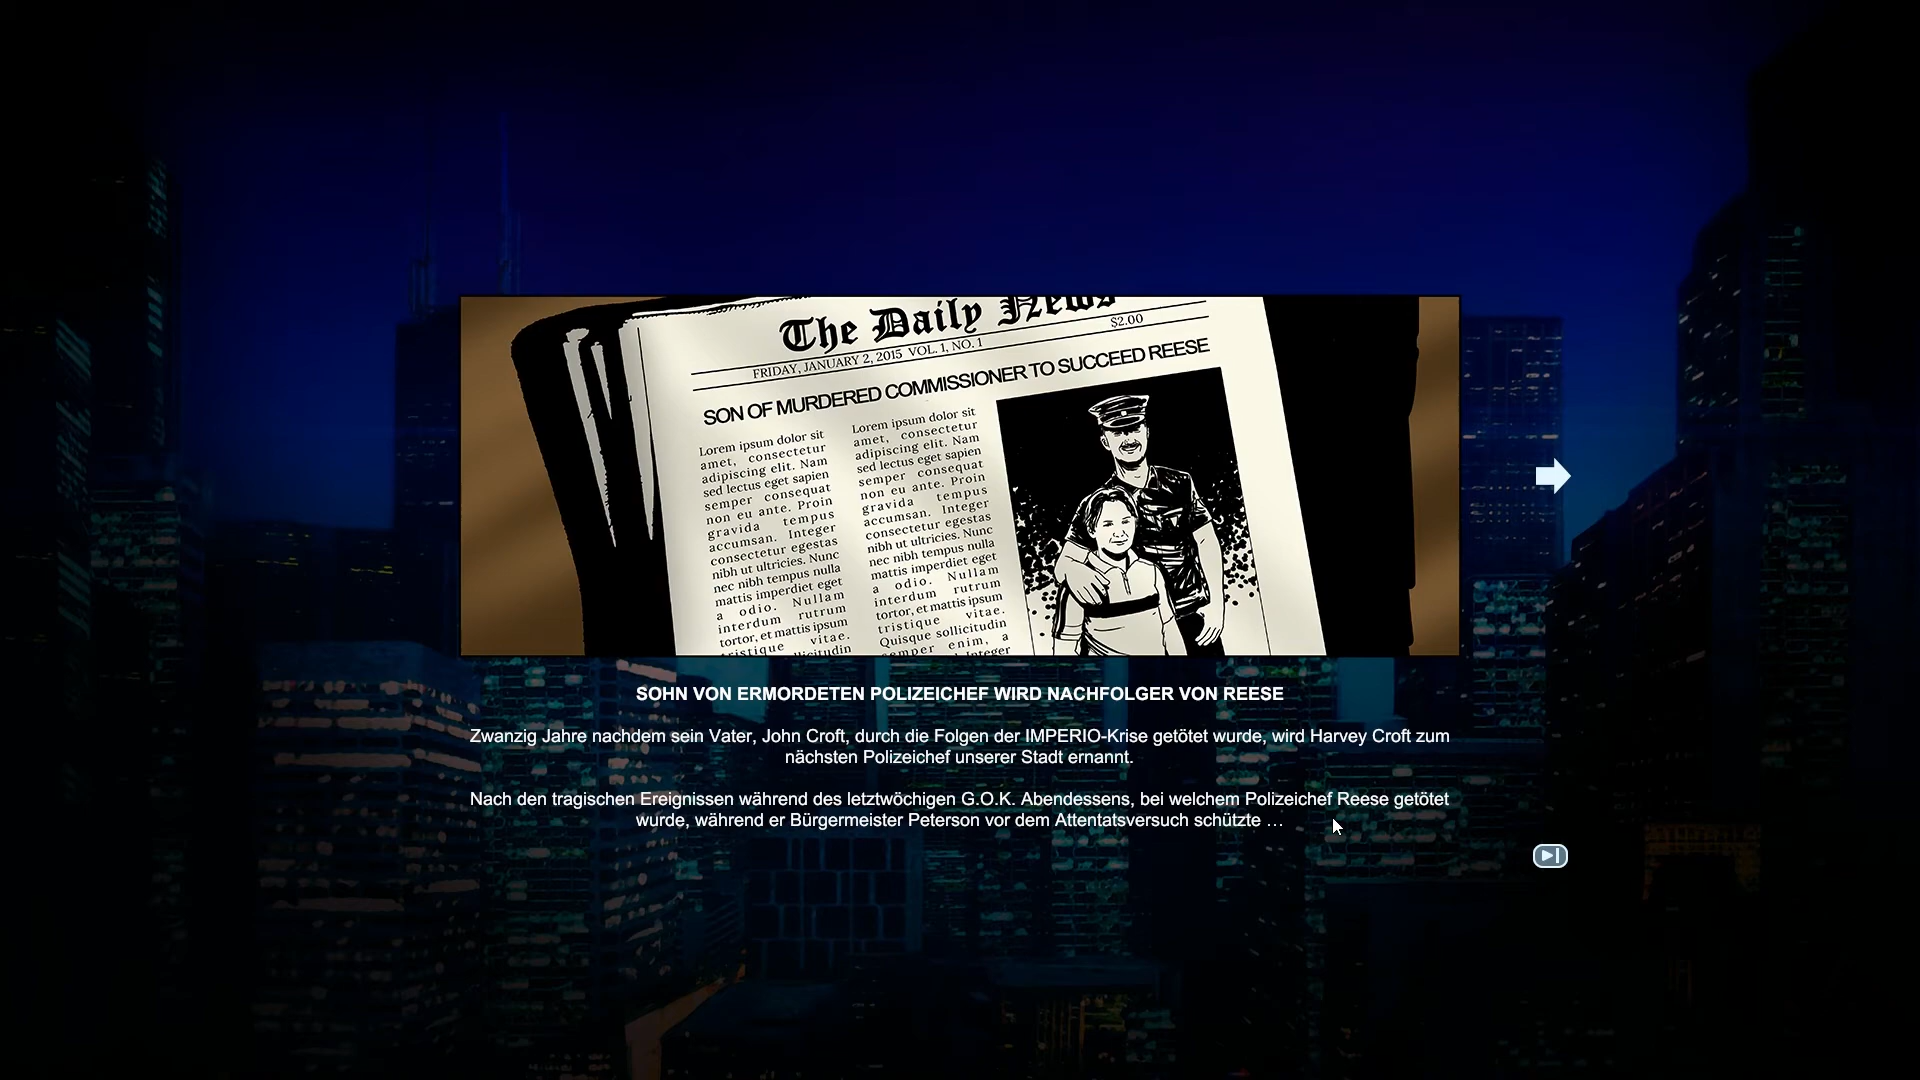 The Daily News
$2.00
FRIDAY, JANUARY 2, 2015 VOL. 1, NO. 1
SON OF MURDERED COMMISSIONER TO SUCCEED REESE
Lorem ipsum dolor sit
amet, consectetur
adipiscing elit. Nam
sed lectus eget sapien
semper consequat
non eu ante. Proin
gravida tempus
accumsan. Integer
consectetur egestas
nibh ut ultricies. Nunc
nec nibh tempus nulla
mattis imperdiet eget
a odio. Nullam
interdum rutrum
tortor, et mattis ipsum
tristique vitae.
sollicitudin
Lorem ipsum dolor sit
amet, consectetur
adipiscing elit. Nam
sed lectus eget sapien
semper consequat
non eu ante. Proin
gravida tempus
accumsan. Integer
consectetur egestas
nibh ut ultricies. Nunc
nec nibh tempus nulla
mattis imperdiet eget
a odio. Nullam
interdum rutrum
tortor, et mattis ipsum
tristique vitae.
Quisque sollicitudin
semper enim, a
Integer
SOHN VON ERMORDETEN POLIZEICHEF WIRD NACHFOLGER VON REESE
Zwanzig Jahre nachdem sein Vater, John Croft, durch die Folgen der IMPERIO-Krise getötet wurde, wird Harvey Croft zum
nächsten Polizeichef unserer Stadt ernannt.
Nach den tragischen Ereignissen während des letztwöchigen G.O.K. Abendessens, bei welchem Polizeichef Reese getötet
wurde, während er Bürgermeister Peterson vor dem Attentatsversuch schützte …